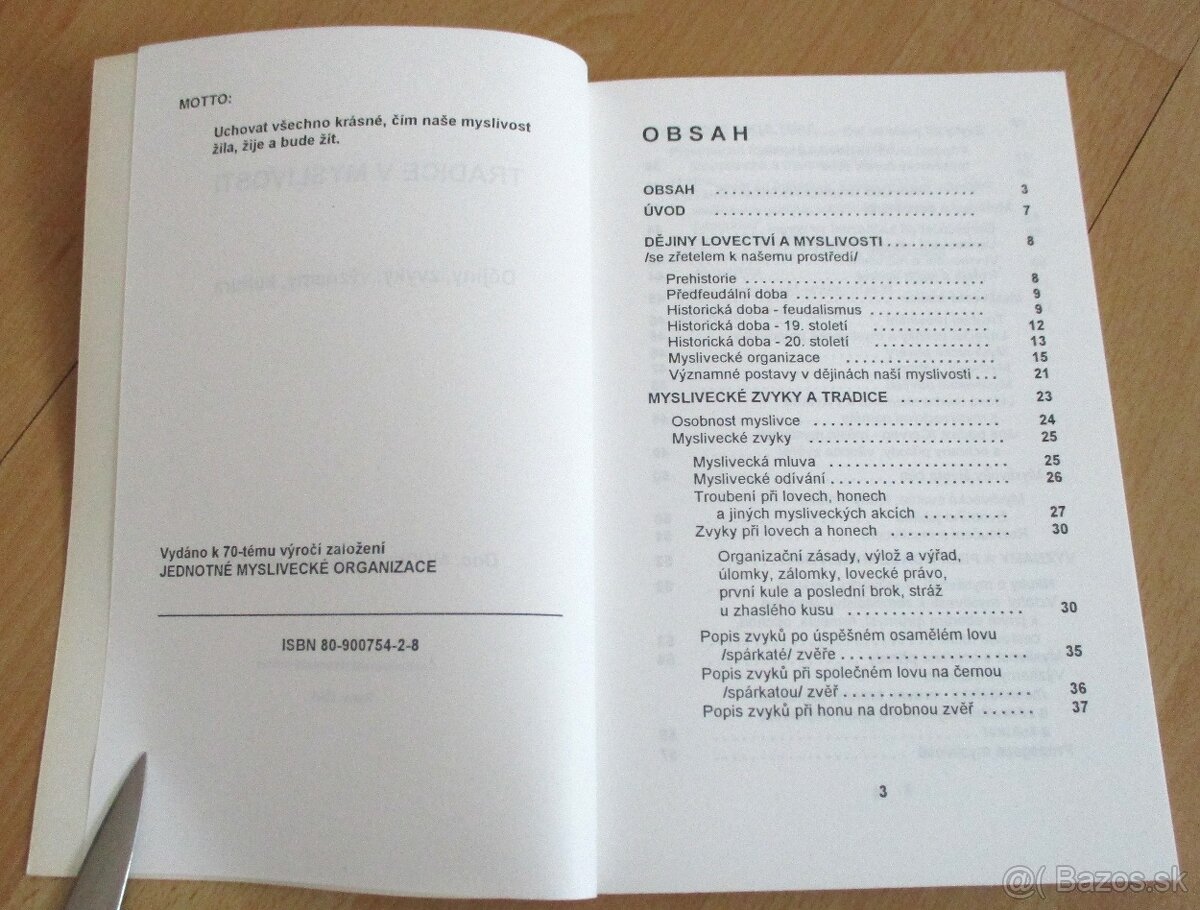 MOTTO:
Uchovat všechno krásné, čím naše myslivost
žila, žije a bude žít.
TRADICE V MYSLIVOSTI
Vydáno k 70-tému výročí založení
JEDNOTNÉ MYSLIVECKÉ ORGANIZACE
ISBN 80-900754-2-8
OBSAH
OBSAH . . . . . . . . . . . . . . . . . . . . . . . . . . . . 3
ÚVOD . . . . . . . . . . . . . . . . . . . . . . . . . . . . 7
DĚJINY LOVECTVÍ A MYSLIVOSTI . . . . . . . . . . . . 8
/se zřetelem k našemu prostředí/
Prehistorie . . . . . . . . . . . . . . . . . . . . . . . . 8
Předfeudální doba . . . . . . . . . . . . . . . . . . . . 9
Historická doba - feudalismus . . . . . . . . . . . . . . 9
Historická doba - 19. století . . . . . . . . . . . . . . 12
Historická doba - 20. století . . . . . . . . . . . . . . 13
Myslivecké organizace . . . . . . . . . . . . . . . . . . 15
Významné postavy v dějinách naší myslivosti . . . 21
MYSLIVECKÉ ZVYKY A TRADICE . . . . . . . . . . . . 23
Osobnost myslivce . . . . . . . . . . . . . . . . . . . . . 24
Myslivecké zvyky . . . . . . . . . . . . . . . . . . . . . 25
Myslivecká mluva . . . . . . . . . . . . . . . . . . . 25
Myslivecké odívání . . . . . . . . . . . . . . . . . . . 26
Troubení při lovech, honech
a jiných mysliveckých akcích . . . . . . . . . . 27
Zvyky při lovech a honech . . . . . . . . . . . . . . 30
Organizační zásady, výlož a výřad,
úlomky, zálomky, lovecké právo,
první kule a poslední brok, stráž
u zhaslého kusu . . . . . . . . . . . . . . . . . . . . 30
Popis zvyků po úspěšném osamělém lovu
/spárkaté/ zvěře . . . . . . . . . . . . . . . . . . . . . 35
Popis zvyků při společném lovu na černou
/spárkatou/ zvěř . . . . . . . . . . . . . . . . . . . . . 36
Popis zvyků při honu na drobnou zvěř . . . . . . 37
3
@( Bazos.sk